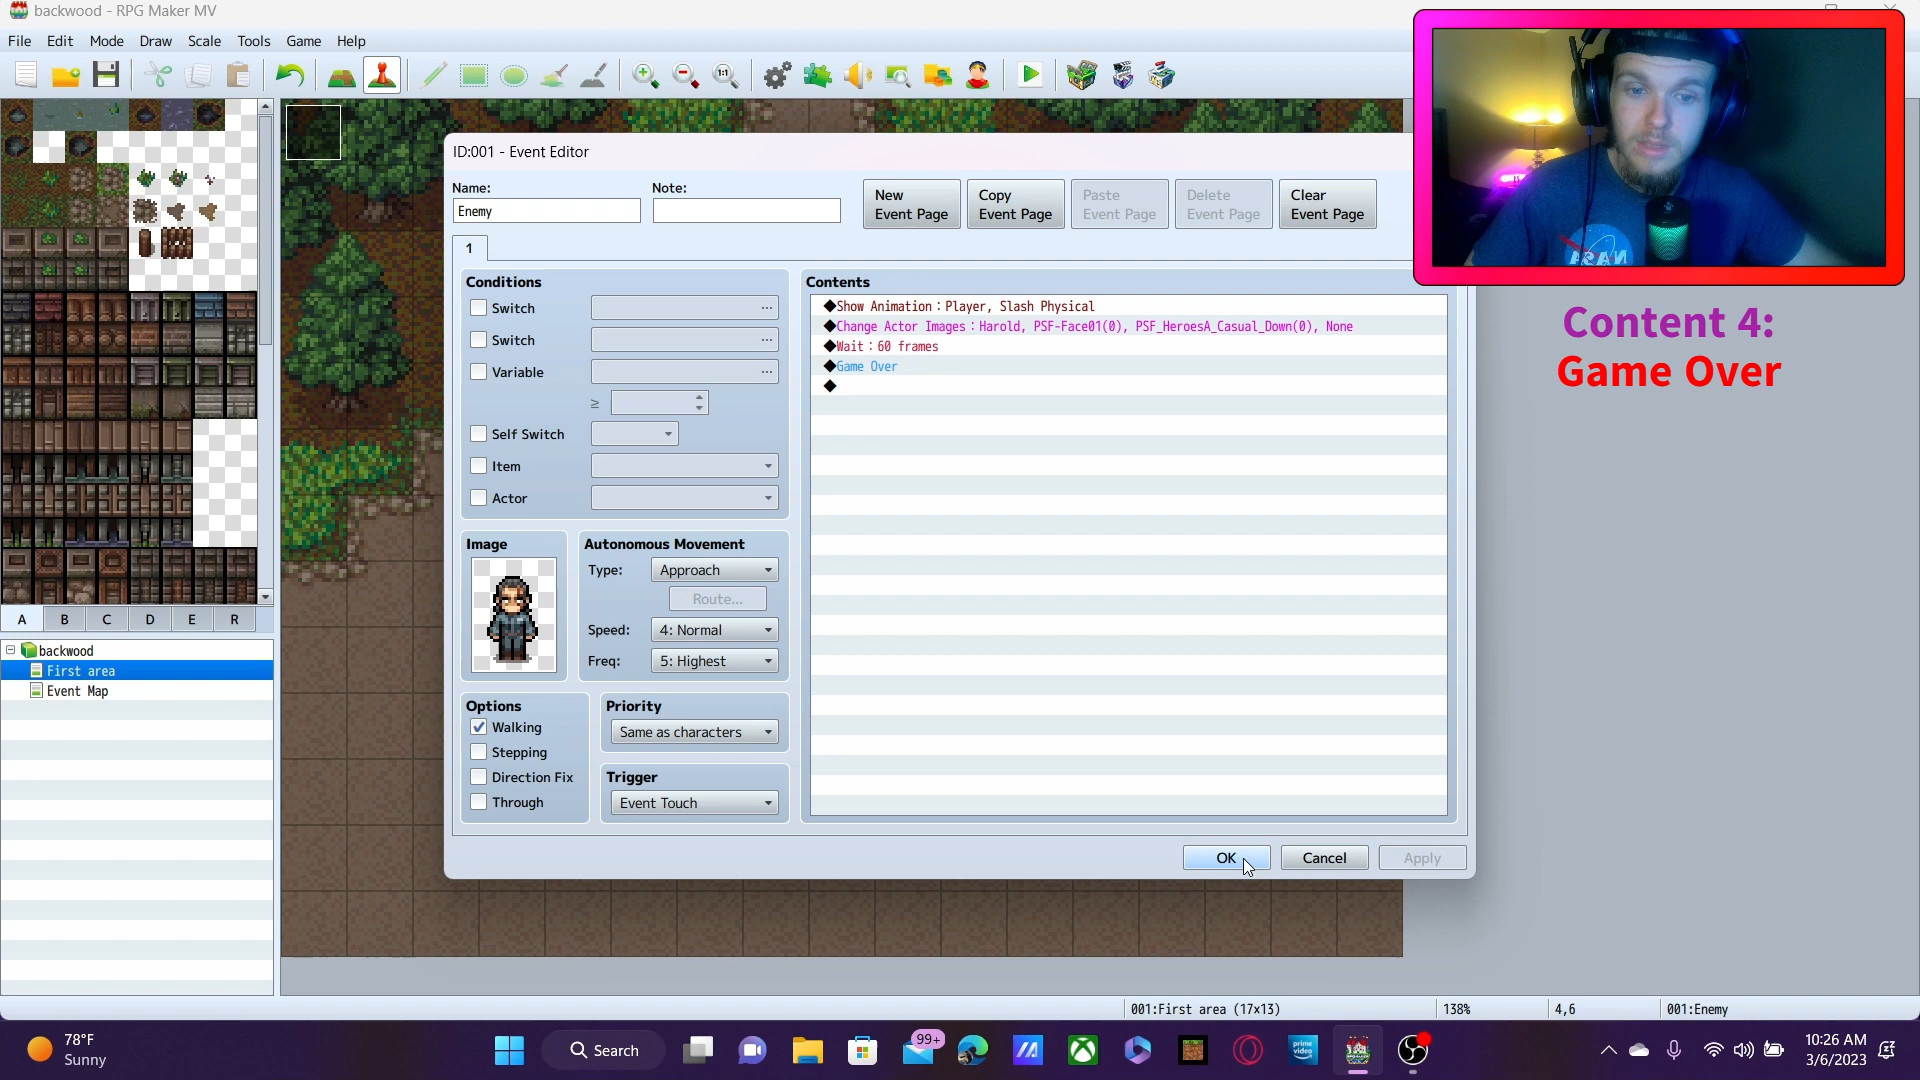 backwood - RPG Maker MV
File Edit Mode Draw Scale Tools Game Help
1:1
ID:001 - Event Editor
Name:
Note:
Enemy
New Event Page
Copy Event Page
Paste Event Page
Delete Event Page
Clear Event Page
1
Conditions
Switch ...
Switch ...
Variable ...
≥
Self Switch
Item
Actor
Image
Autonomous Movement
Type: Approach
Route...
Speed: 4: Normal
Freq: 5: Highest
Options
Walking
Stepping
Direction Fix
Through
Priority
Same as characters
Trigger
Event Touch
Contents
◆Show Animation : Player, Slash Physical
◆Change Actor Images : Harold, PSF-Face01(0), PSF_HeroesA_Casual_Down(0), None
◆Wait : 60 frames
◆Game Over
◆
OK Cancel Apply
Content 4:
Game Over
NASA
A B C D E R
backwood
First area
Event Map
001:First area (17x13) 138% 4,6 001:Enemy
78°F
Sunny
Search
99+
prime video
10:26 AM
3/6/2023